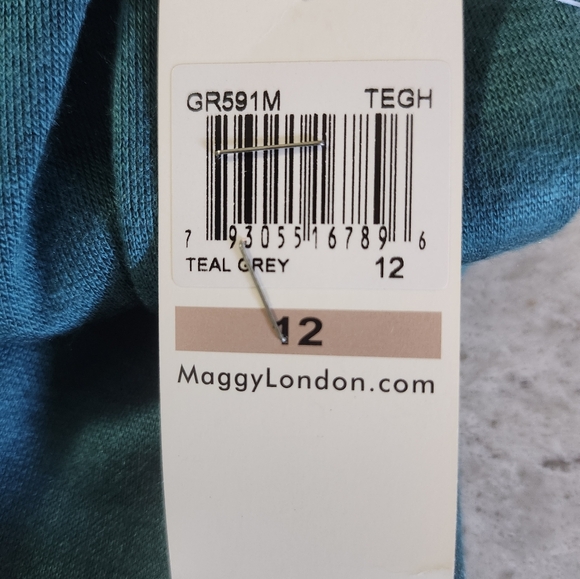 GR591M TEGH
7 93055 16789 6
TEAL GREY 12
12
MaggyLondon.com